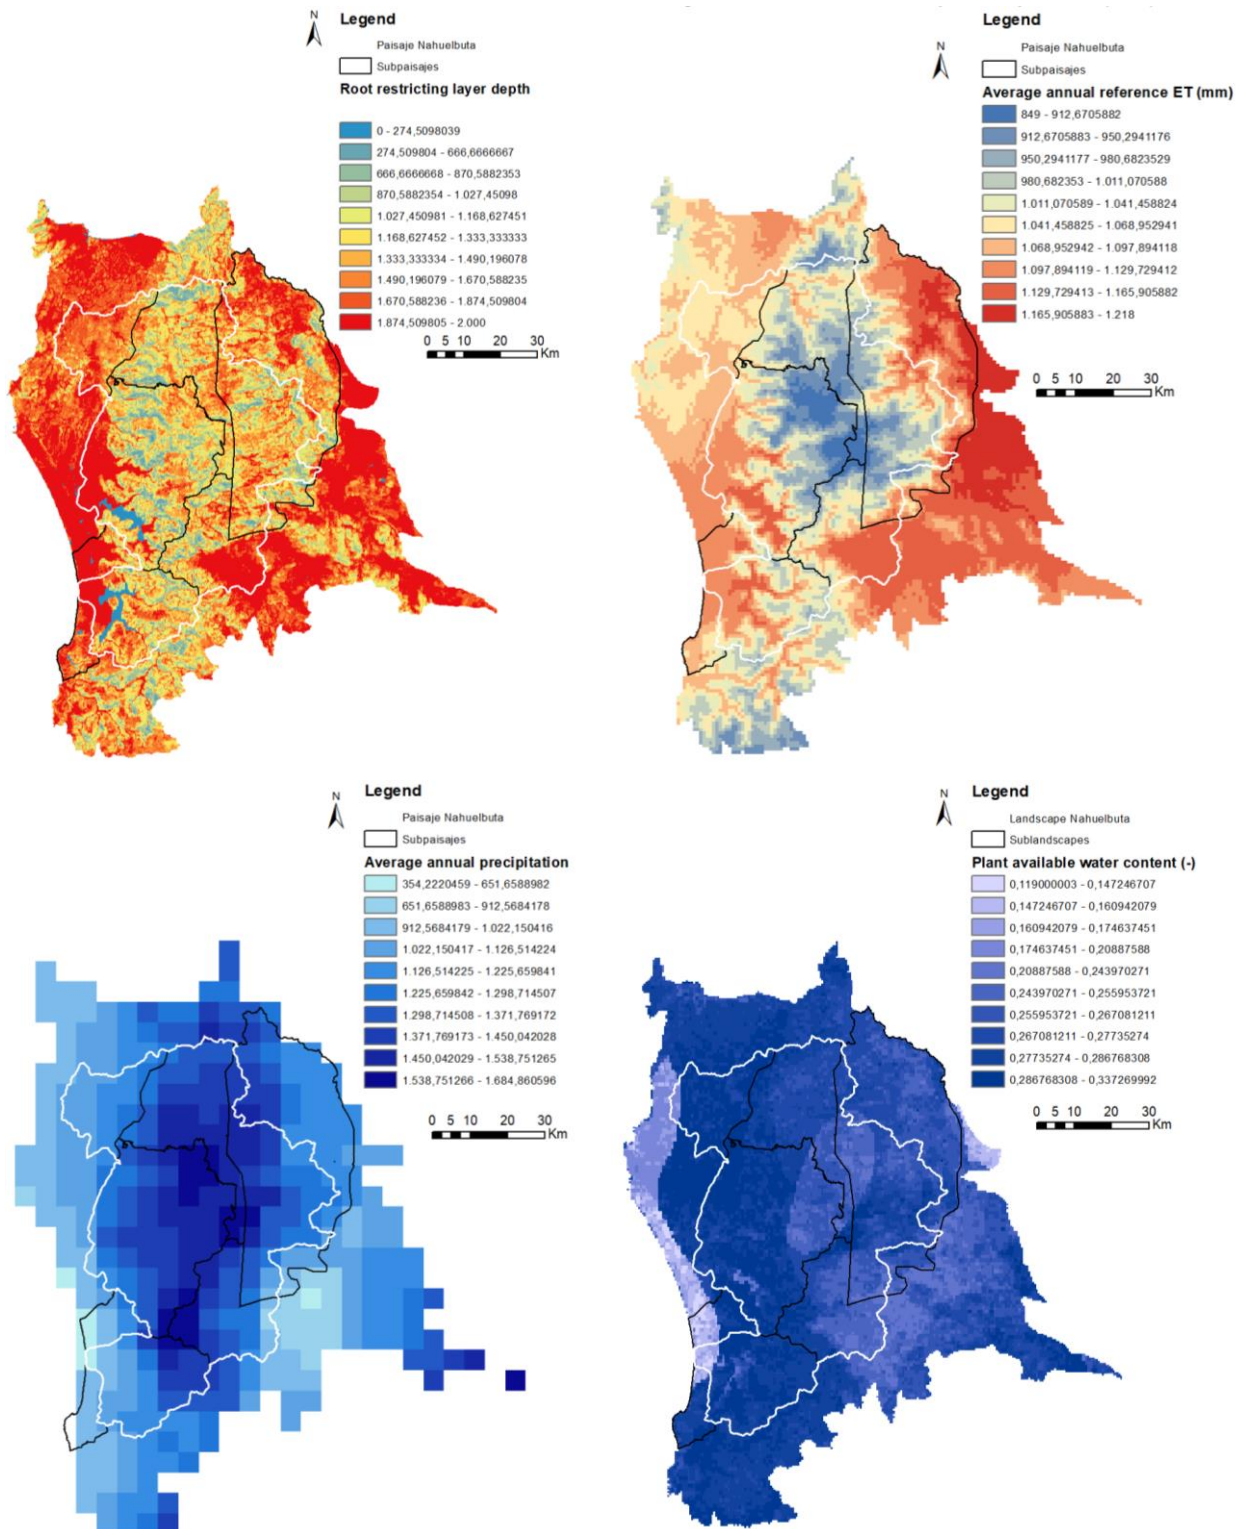 N
Legend
Paisaje Nahuelbuta
Subpaisajes
Root restricting layer depth
0 - 274,5098039
274,509804 - 666,6666667
666,6666668 - 870,5882353
870,5882354 - 1.027,45098
1.027,450981 - 1.168,627451
1.168,627452 - 1.333,333333
1.333,333334 - 1.490,196078
1.490,196079 - 1.670,588235
1.670,588236 - 1.874,509804
1.874,509805 - 2.000
0 5 10 20 30
Km
N
Legend
Paisaje Nahuelbuta
Subpaisajes
Average annual reference ET (mm)
849 - 912,6705882
912,6705883 - 950,2941176
950,2941177 - 980,6823529
980,682353 - 1.011,070588
1.011,070589 - 1.041,458824
1.041,458825 - 1.068,952941
1.068,952942 - 1.097,894118
1.097,894119 - 1.129,729412
1.129,729413 - 1.165,905882
1.165,905883 - 1.218
0 5 10 20 30
Km
N
Legend
Paisaje Nahuelbuta
Subpaisajes
Average annual precipitation
354,2220459 - 651,6588982
651,6588983 - 912,5684178
912,5684179 - 1.022,150416
1.022,150417 - 1.126,514224
1.126,514225 - 1.225,659841
1.225,659842 - 1.298,714507
1.298,714508 - 1.371,769172
1.371,769173 - 1.450,042028
1.450,042029 - 1.538,751265
1.538,751266 - 1.684,860596
0 5 10 20 30
Km
N
Legend
Landscape Nahuelbuta
Sublandscapes
Plant available water content (-)
0,119000003 - 0,147246707
0,147246707 - 0,160942079
0,160942079 - 0,174637451
0,174637451 - 0,20887588
0,20887588 - 0,243970271
0,243970271 - 0,255953721
0,255953721 - 0,267081211
0,267081211 - 0,27735274
0,27735274 - 0,286768308
0,286768308 - 0,337269992
0 5 10 20 30
Km